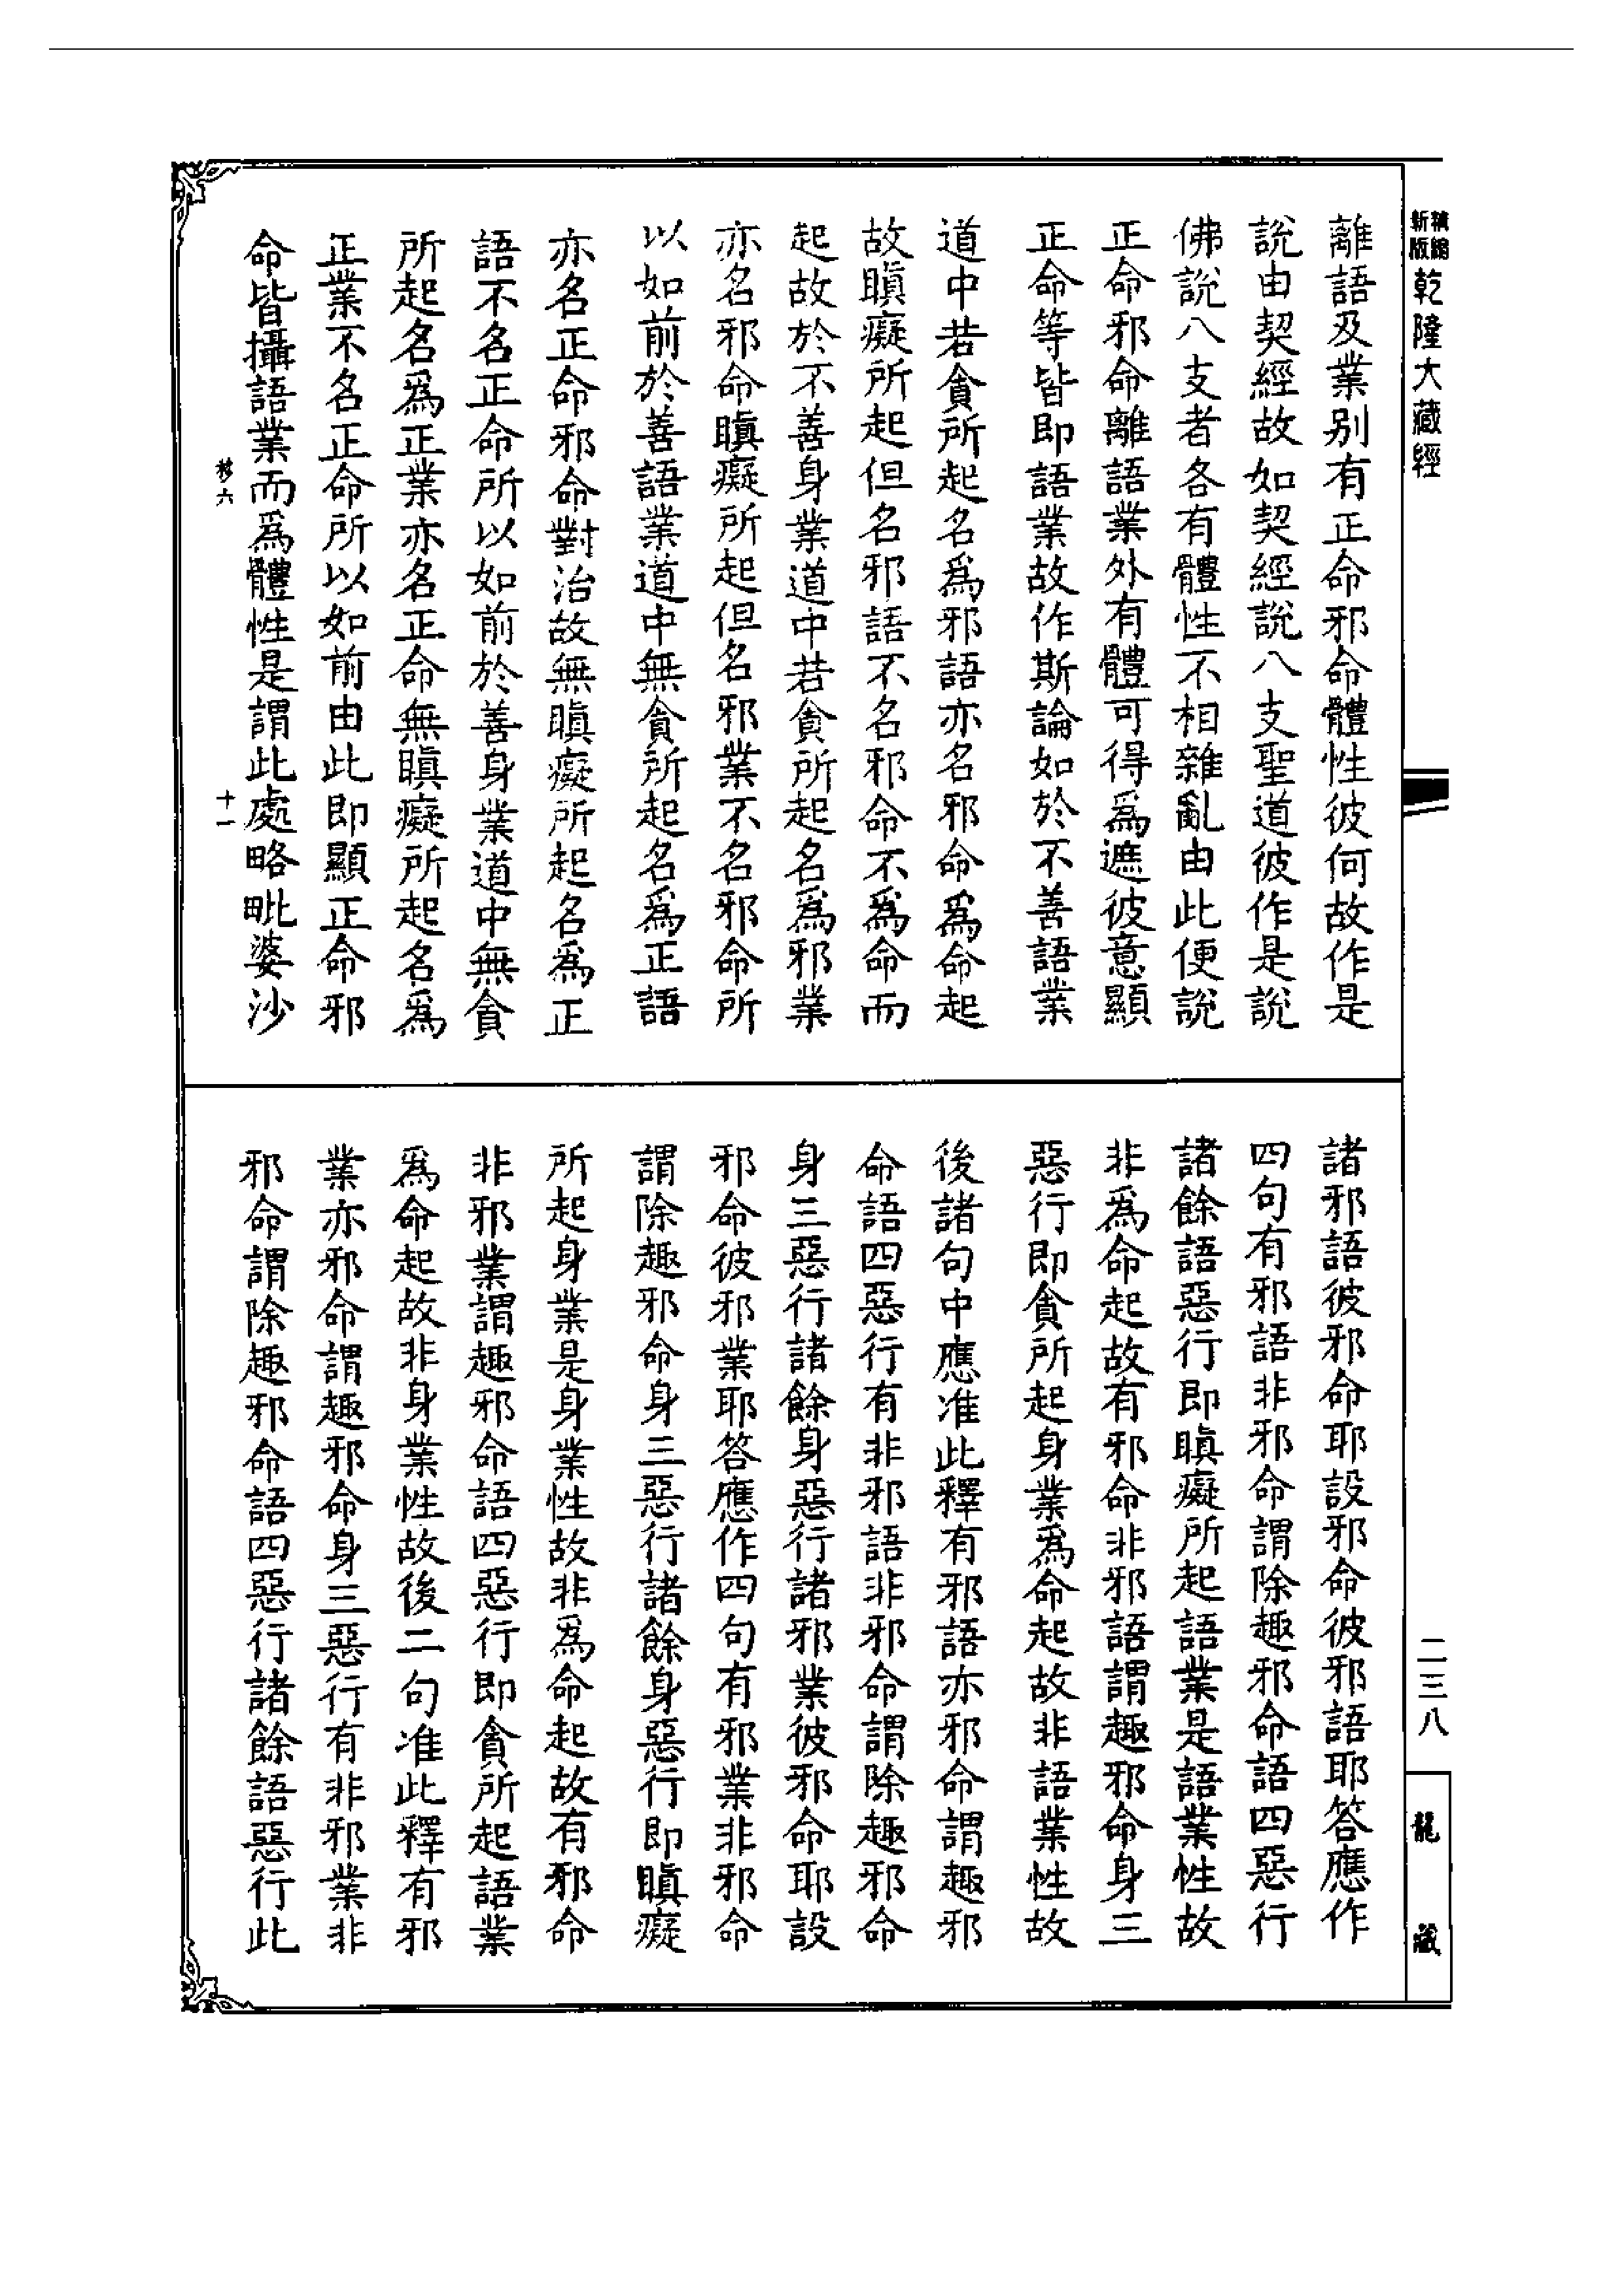 新版精縮
乾隆大藏經
離語及業別有正命邪命體性彼何故作是
說由契經故如契經說八支聖道彼作是說
佛說八支者各有體性不相雜亂由此便說
正命邪命離語業外有體可得為遮彼意顯
正命等皆即語業故作斯論如於不善語業
道中若貪所起名為邪語亦名邪命為命起
故瞋癡所起但名邪語不名邪命不為命而
起故於不善身業道中若貪所起名為邪業
亦名邪命瞋癡所起但名邪業不名邪命所
以如前於善語業道中無貪所起名為正語
亦名正命邪命對治故無瞋癡所起名為正
語不名正命所以如前於善身業道中無貪
所起名為正業亦名正命無瞋癡所起名為
正業不名正命所以如前由此即顯正命邪
命皆攝語業而為體性是謂此處略毗婆沙
移六
十一
諸邪語彼邪命耶設邪命彼邪語耶答應作
四句有邪語非邪命謂除趣邪命語四惡行
諸餘語惡行即瞋癡所起語業是語業性故
非為命起故有邪命非邪語謂趣邪命身三
惡行即貪所起身業為命起故非語業性故
後諸句中應准此釋有邪語亦邪命謂趣邪
命語四惡行有非邪語非邪命謂除趣邪命
身三惡行諸餘身惡行諸邪業彼邪命耶設
邪命彼邪業耶答應作四句有邪業非邪命
謂除趣邪命身三惡行諸餘身惡行即瞋癡
所起身業是身業性故非為命起故有邪命
非邪業謂趣邪命語四惡行即貪所起語業
為命起故非身業性故後二句准此釋有邪
業亦邪命謂趣邪命身三惡行有非邪業非
邪命謂除趣邪命語四惡行諸餘語惡行此
二三八
龍藏